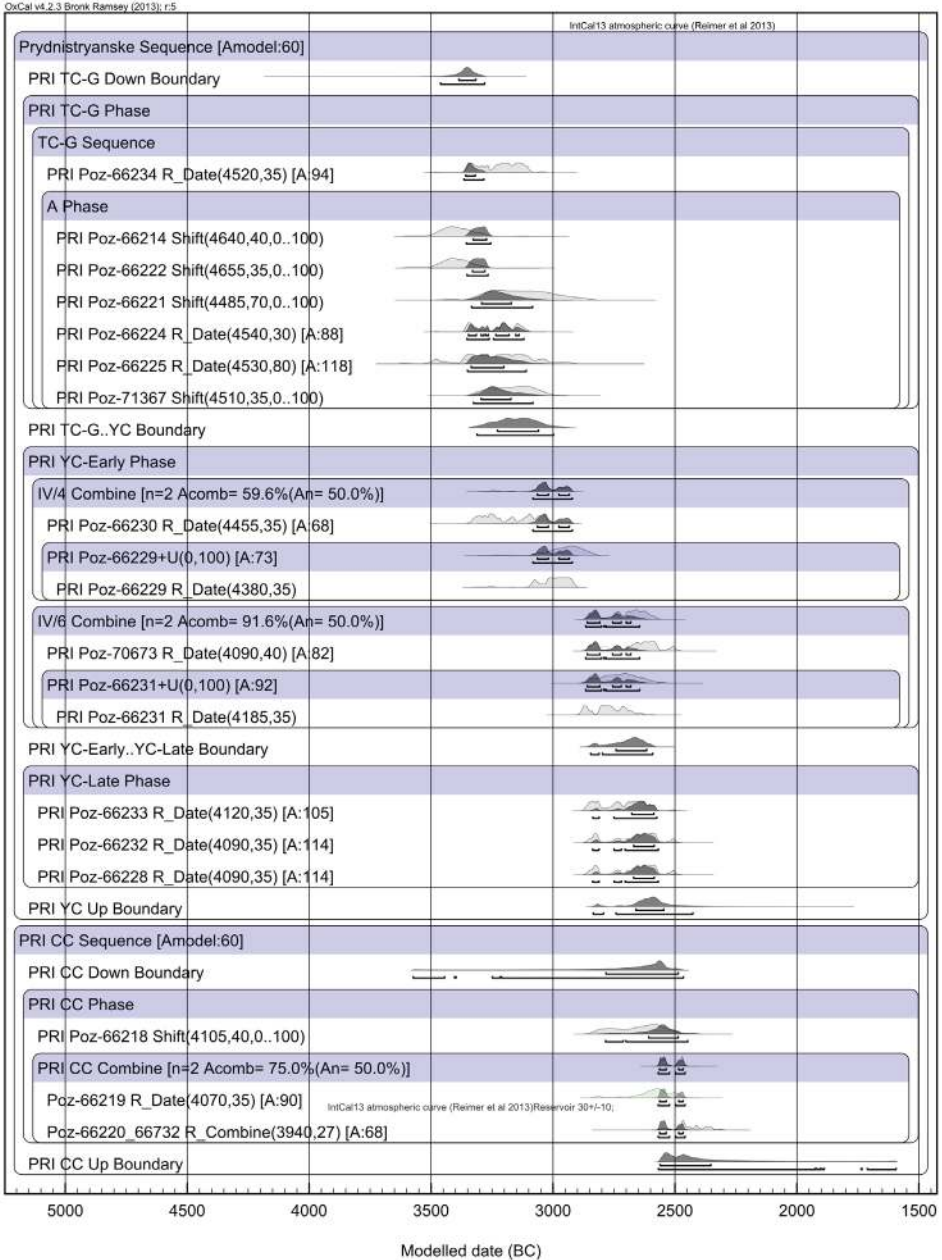 OxCal v4.2.3 Bronk Ramsey (2013); r:5
IntCal13 atmospheric curve (Reimer et al 2013)
Prydnistryanske Sequence [Amodel:60]
PRI TC-G Down Boundary
PRI TC-G Phase
TC-G Sequence
PRI Poz-66234 R_Date(4520,35) [A:94]
A Phase
PRI Poz-66214 Shift(4640,40,0..100)
PRI Poz-66222 Shift(4655,35,0..100)
PRI Poz-66221 Shift(4485,70,0..100)
PRI Poz-66224 R_Date(4540,30) [A:88]
PRI Poz-66225 R_Date(4530,80) [A:118]
PRI Poz-71367 Shift(4510,35,0..100)
PRI TC-G..YC Boundary
PRI YC-Early Phase
IV/4 Combine [n=2 Acomb= 59.6%(An= 50.0%)]
PRI Poz-66230 R_Date(4455,35) [A:68]
PRI Poz-66229+U(0,100) [A:73]
PRI Poz-66229 R_Date(4380,35)
IV/6 Combine [n=2 Acomb= 91.6%(An= 50.0%)]
PRI Poz-70673 R_Date(4090,40) [A:82]
PRI Poz-66231+U(0,100) [A:92]
PRI Poz-66231 R_Date(4185,35)
PRI YC-Early..YC-Late Boundary
PRI YC-Late Phase
PRI Poz-66233 R_Date(4120,35) [A:105]
PRI Poz-66232 R_Date(4090,35) [A:114]
PRI Poz-66228 R_Date(4090,35) [A:114]
PRI YC Up Boundary
PRI CC Sequence [Amodel:60]
PRI CC Down Boundary
PRI CC Phase
PRI Poz-66218 Shift(4105,40,0..100)
PRI CC Combine [n=2 Acomb= 75.0%(An= 50.0%)]
Poz-66219 R_Date(4070,35) [A:90]
IntCal13 atmospheric curve (Reimer et al 2013)Reservoir 30+/-10;
Poz-66220_66732 R_Combine(3940,27) [A:68]
PRI CC Up Boundary
5000 4500 4000 3500 3000 2500 2000 1500
Modelled date (BC)